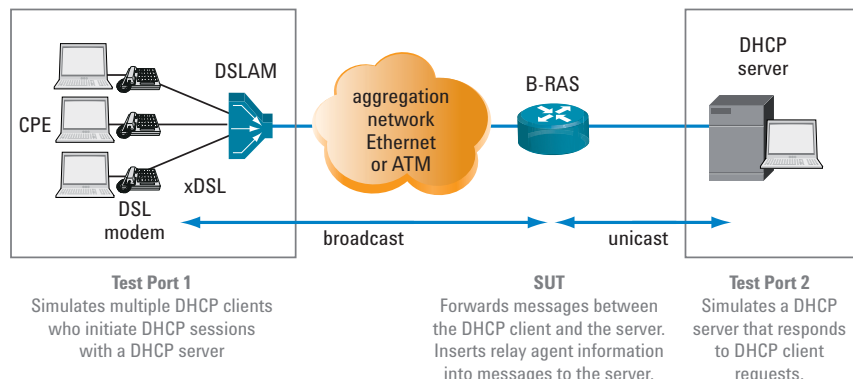 CPE
DSLAM
xDSL
DSL
modem
aggregation
network
Ethernet
or ATM
B-RAS
DHCP
server
broadcast
unicast
Test Port 1
Simulates multiple DHCP clients
who initiate DHCP sessions
with a DHCP server
SUT
Forwards messages between
the DHCP client and the server.
Inserts relay agent information
into messages to the server.
Test Port 2
Simulates a DHCP
server that responds
to DHCP client
requests.